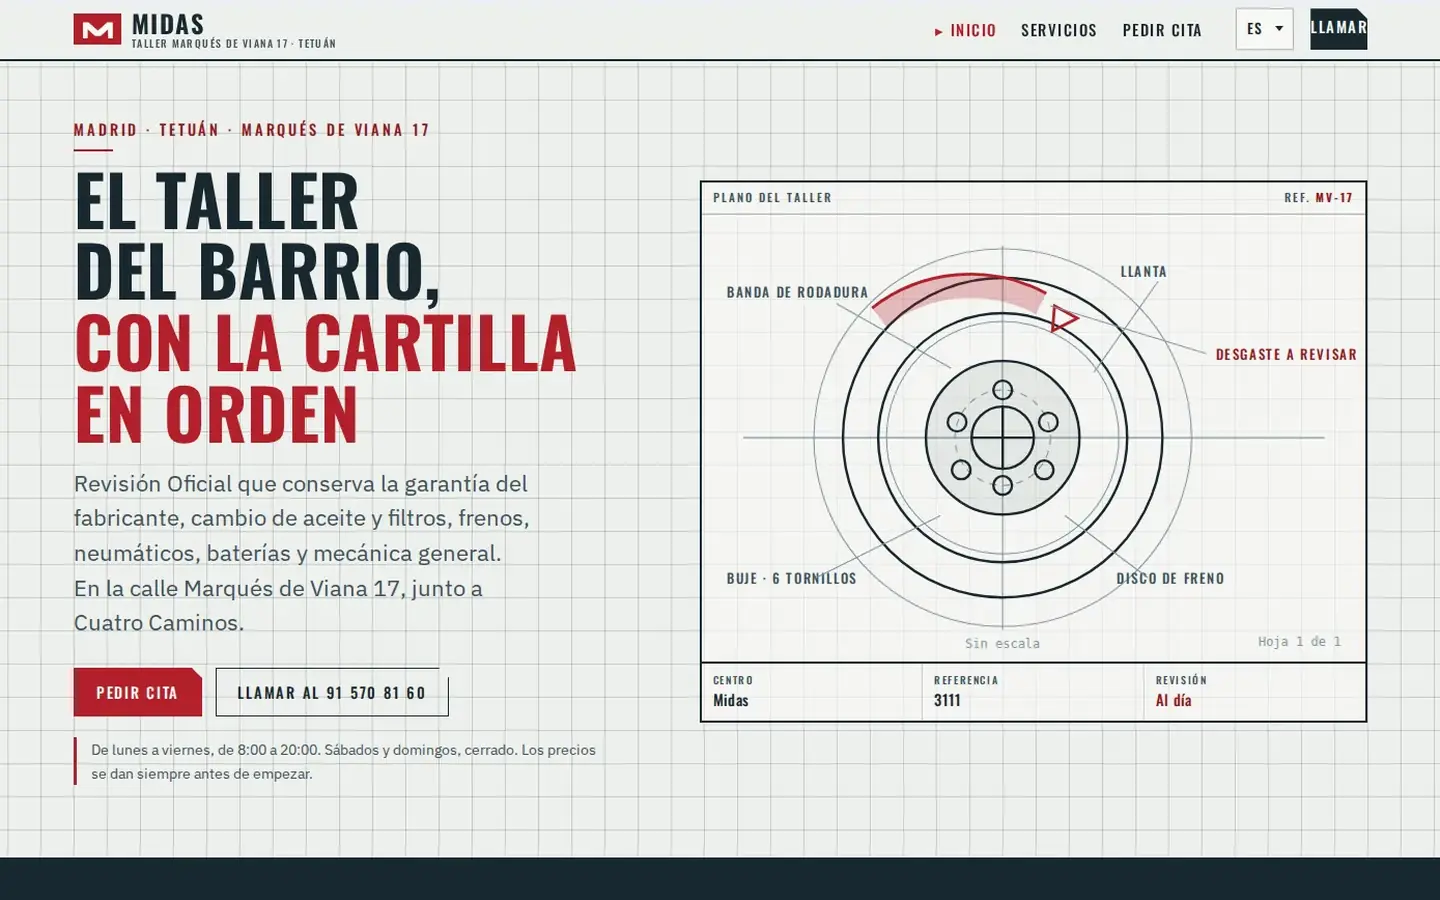 MIDAS
TALLER MARQUÉS DE VIANA 17 · TETUÁN
▸ INICIO
SERVICIOS
PEDIR CITA
ES
LLAMAR
MADRID · TETUÁN · MARQUÉS DE VIANA 17
EL TALLER
DEL BARRIO,
CON LA CARTILLA
EN ORDEN
Revisión Oficial que conserva la garantía del
fabricante, cambio de aceite y filtros, frenos,
neumáticos, baterías y mecánica general.
En la calle Marqués de Viana 17, junto a
Cuatro Caminos.
PEDIR CITA
LLAMAR AL 91 570 81 60
De lunes a viernes, de 8:00 a 20:00. Sábados y domingos, cerrado. Los precios
se dan siempre antes de empezar.
PLANO DEL TALLER
REF. MV-17
LLANTA
BANDA DE RODADURA
DESGASTE A REVISAR
BUJE · 6 TORNILLOS
DISCO DE FRENO
Sin escala
Hoja 1 de 1
CENTRO
Midas
REFERENCIA
3111
REVISIÓN
Al día